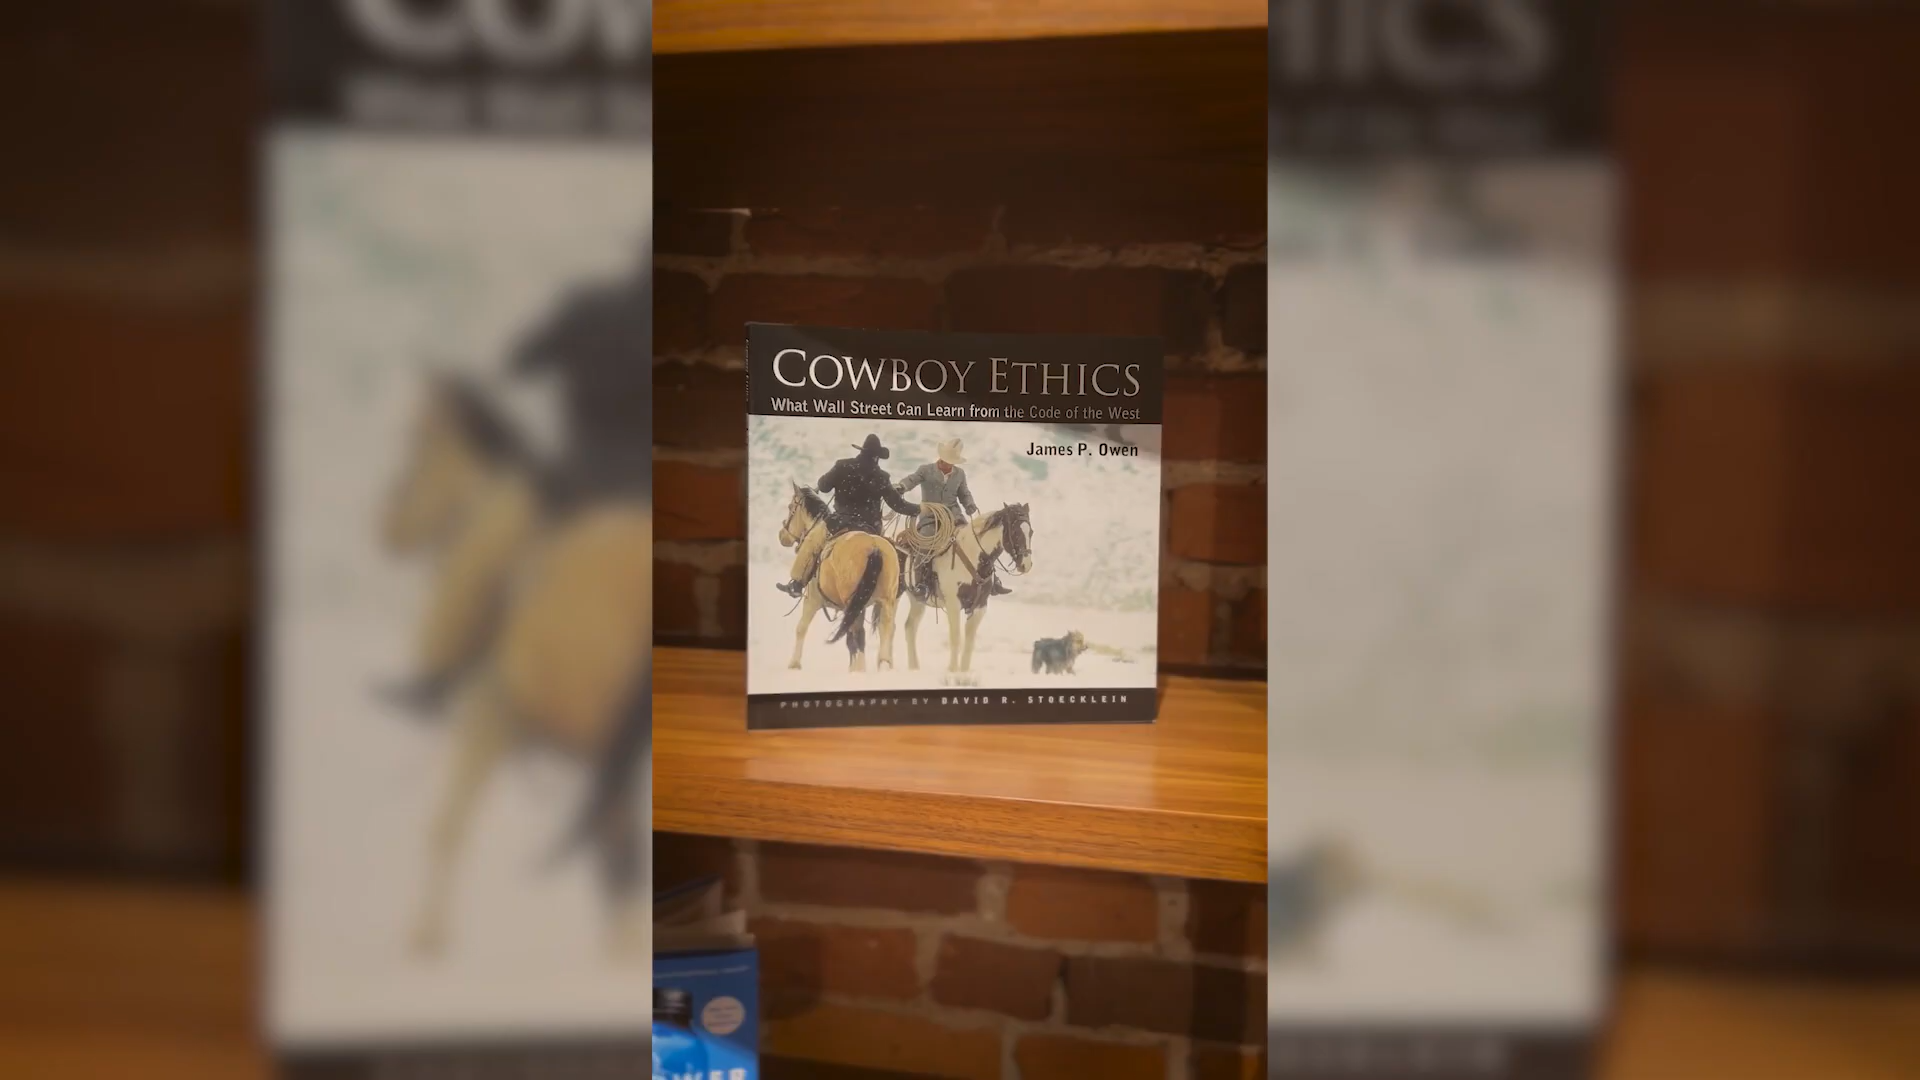 COWBOY ETHICS
What Wall Street Can Learn from the Code of the West
James P. Owen
PHOTOGRAPHY BY DAVID R. STOECKLEIN